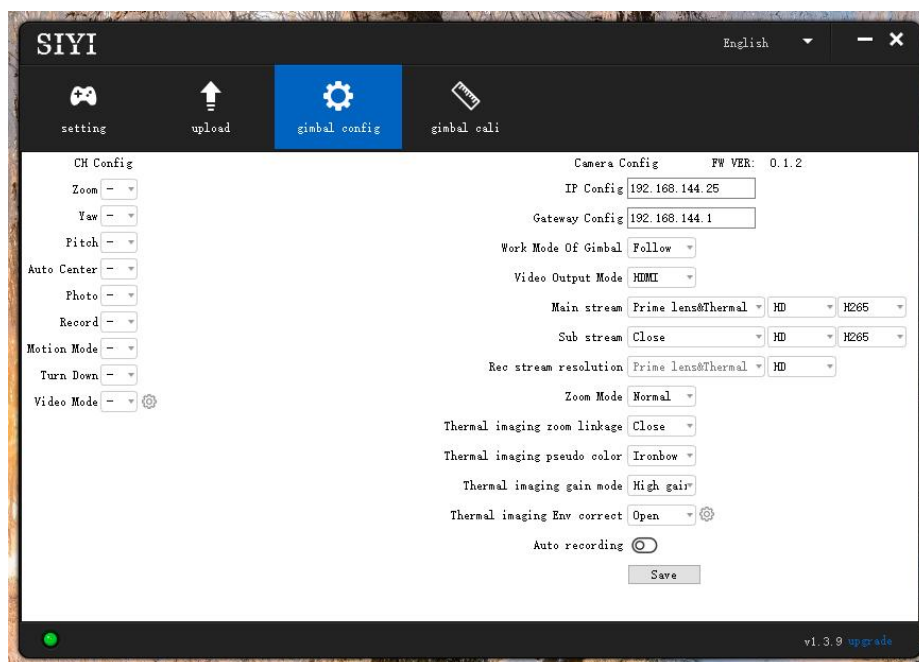 SIYI
English
setting
upload
gimbal config
gimbal cali
CH Config
Zoom -
Yaw -
Pitch -
Auto Center -
Photo -
Record -
Motion Mode -
Turn Down -
Video Mode -
Camera Config FW VER: 0.1.2
IP Config 192.168.144.25
Gateway Config 192.168.144.1
Work Mode Of Gimbal Follow
Video Output Mode HDMI
Main stream Prime lens&Thermal HD H265
Sub stream Close HD H265
Rec stream resolution Prime lens&Thermal HD
Zoom Mode Normal
Thermal imaging zoom linkage Close
Thermal imaging pseudo color Ironbow
Thermal imaging gain mode High gain
Thermal imaging Env correct Open
Auto recording
Save
v1.3.9 upgrade